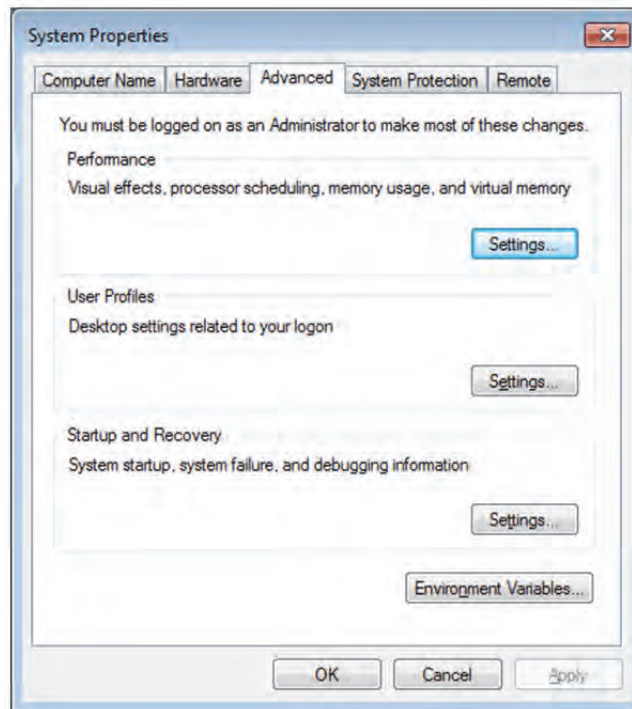 System Properties
Computer Name Hardware Advanced System Protection Remote
You must be logged on as an Administrator to make most of these changes.
Performance
Visual effects, processor scheduling, memory usage, and virtual memory
Settings...
User Profiles
Desktop settings related to your logon
Settings...
Startup and Recovery
System startup, system failure, and debugging information
Settings...
Environment Variables...
OK Cancel Apply